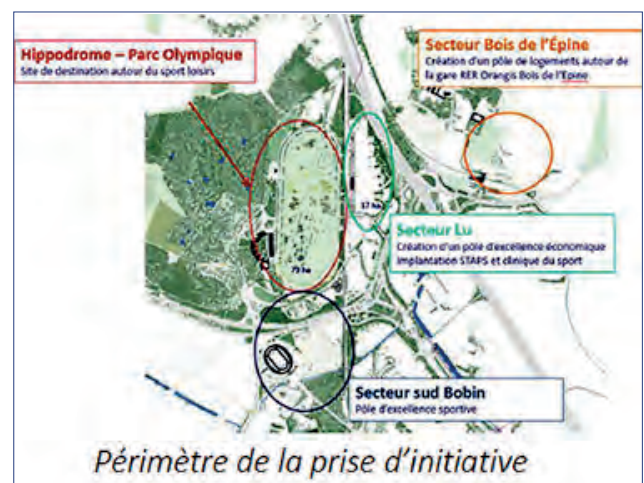 Hippodrome – Parc Olympique
Site de destination autour du sport loisirs
Secteur Bois de l'Épine
Création d'un pôle de logements autour de
la gare RER Orangis Bois de l'Epine
17 ha
Secteur Lu
Création d'un pôle d'excellence économique
Implantation STAPS et clinique du sport
79 ha
Secteur sud Bobin
Pôle d'excellence sportive
Périmètre de la prise d'initiative